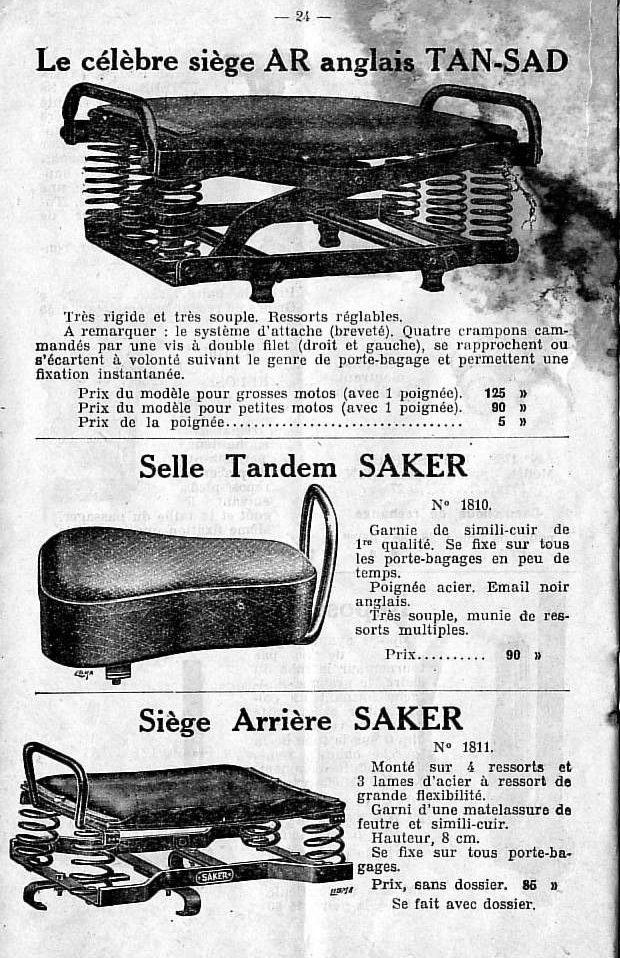 — 24 —
Le célèbre siège AR anglais TAN-SAD
Très rigide et très souple. Ressorts réglables.
A remarquer : le système d'attache (breveté). Quatre crampons cam-
mandés par une vis à double filet (droit et gauche), se rapprochent ou
s'écartent à volonté suivant le genre de porte-bagage et permettent une
fixation instantanée.
Prix du modèle pour grosses motos (avec 1 poignée). 125 »
Prix du modèle pour petites motos (avec 1 poignée). 90 »
Prix de la poignée.................................. 5 »
Selle Tandem SAKER
N° 1810.
Garnie de simili-cuir de
1re qualité. Se fixe sur tous
les porte-bagages en peu de
temps.
Poignée acier. Email noir
anglais.
Très souple, munie de res-
sorts multiples.
Prix.......... 90 »
Siège Arrière SAKER
N° 1811.
Monté sur 4 ressorts et
3 lames d'acier à ressort de
grande flexibilité.
Garni d'une matelassure de
feutre et simili-cuir.
Hauteur, 8 cm.
Se fixe sur tous porte-ba-
gages.
Prix, sans dossier. 85 »
Se fait avec dossier.
SAKER